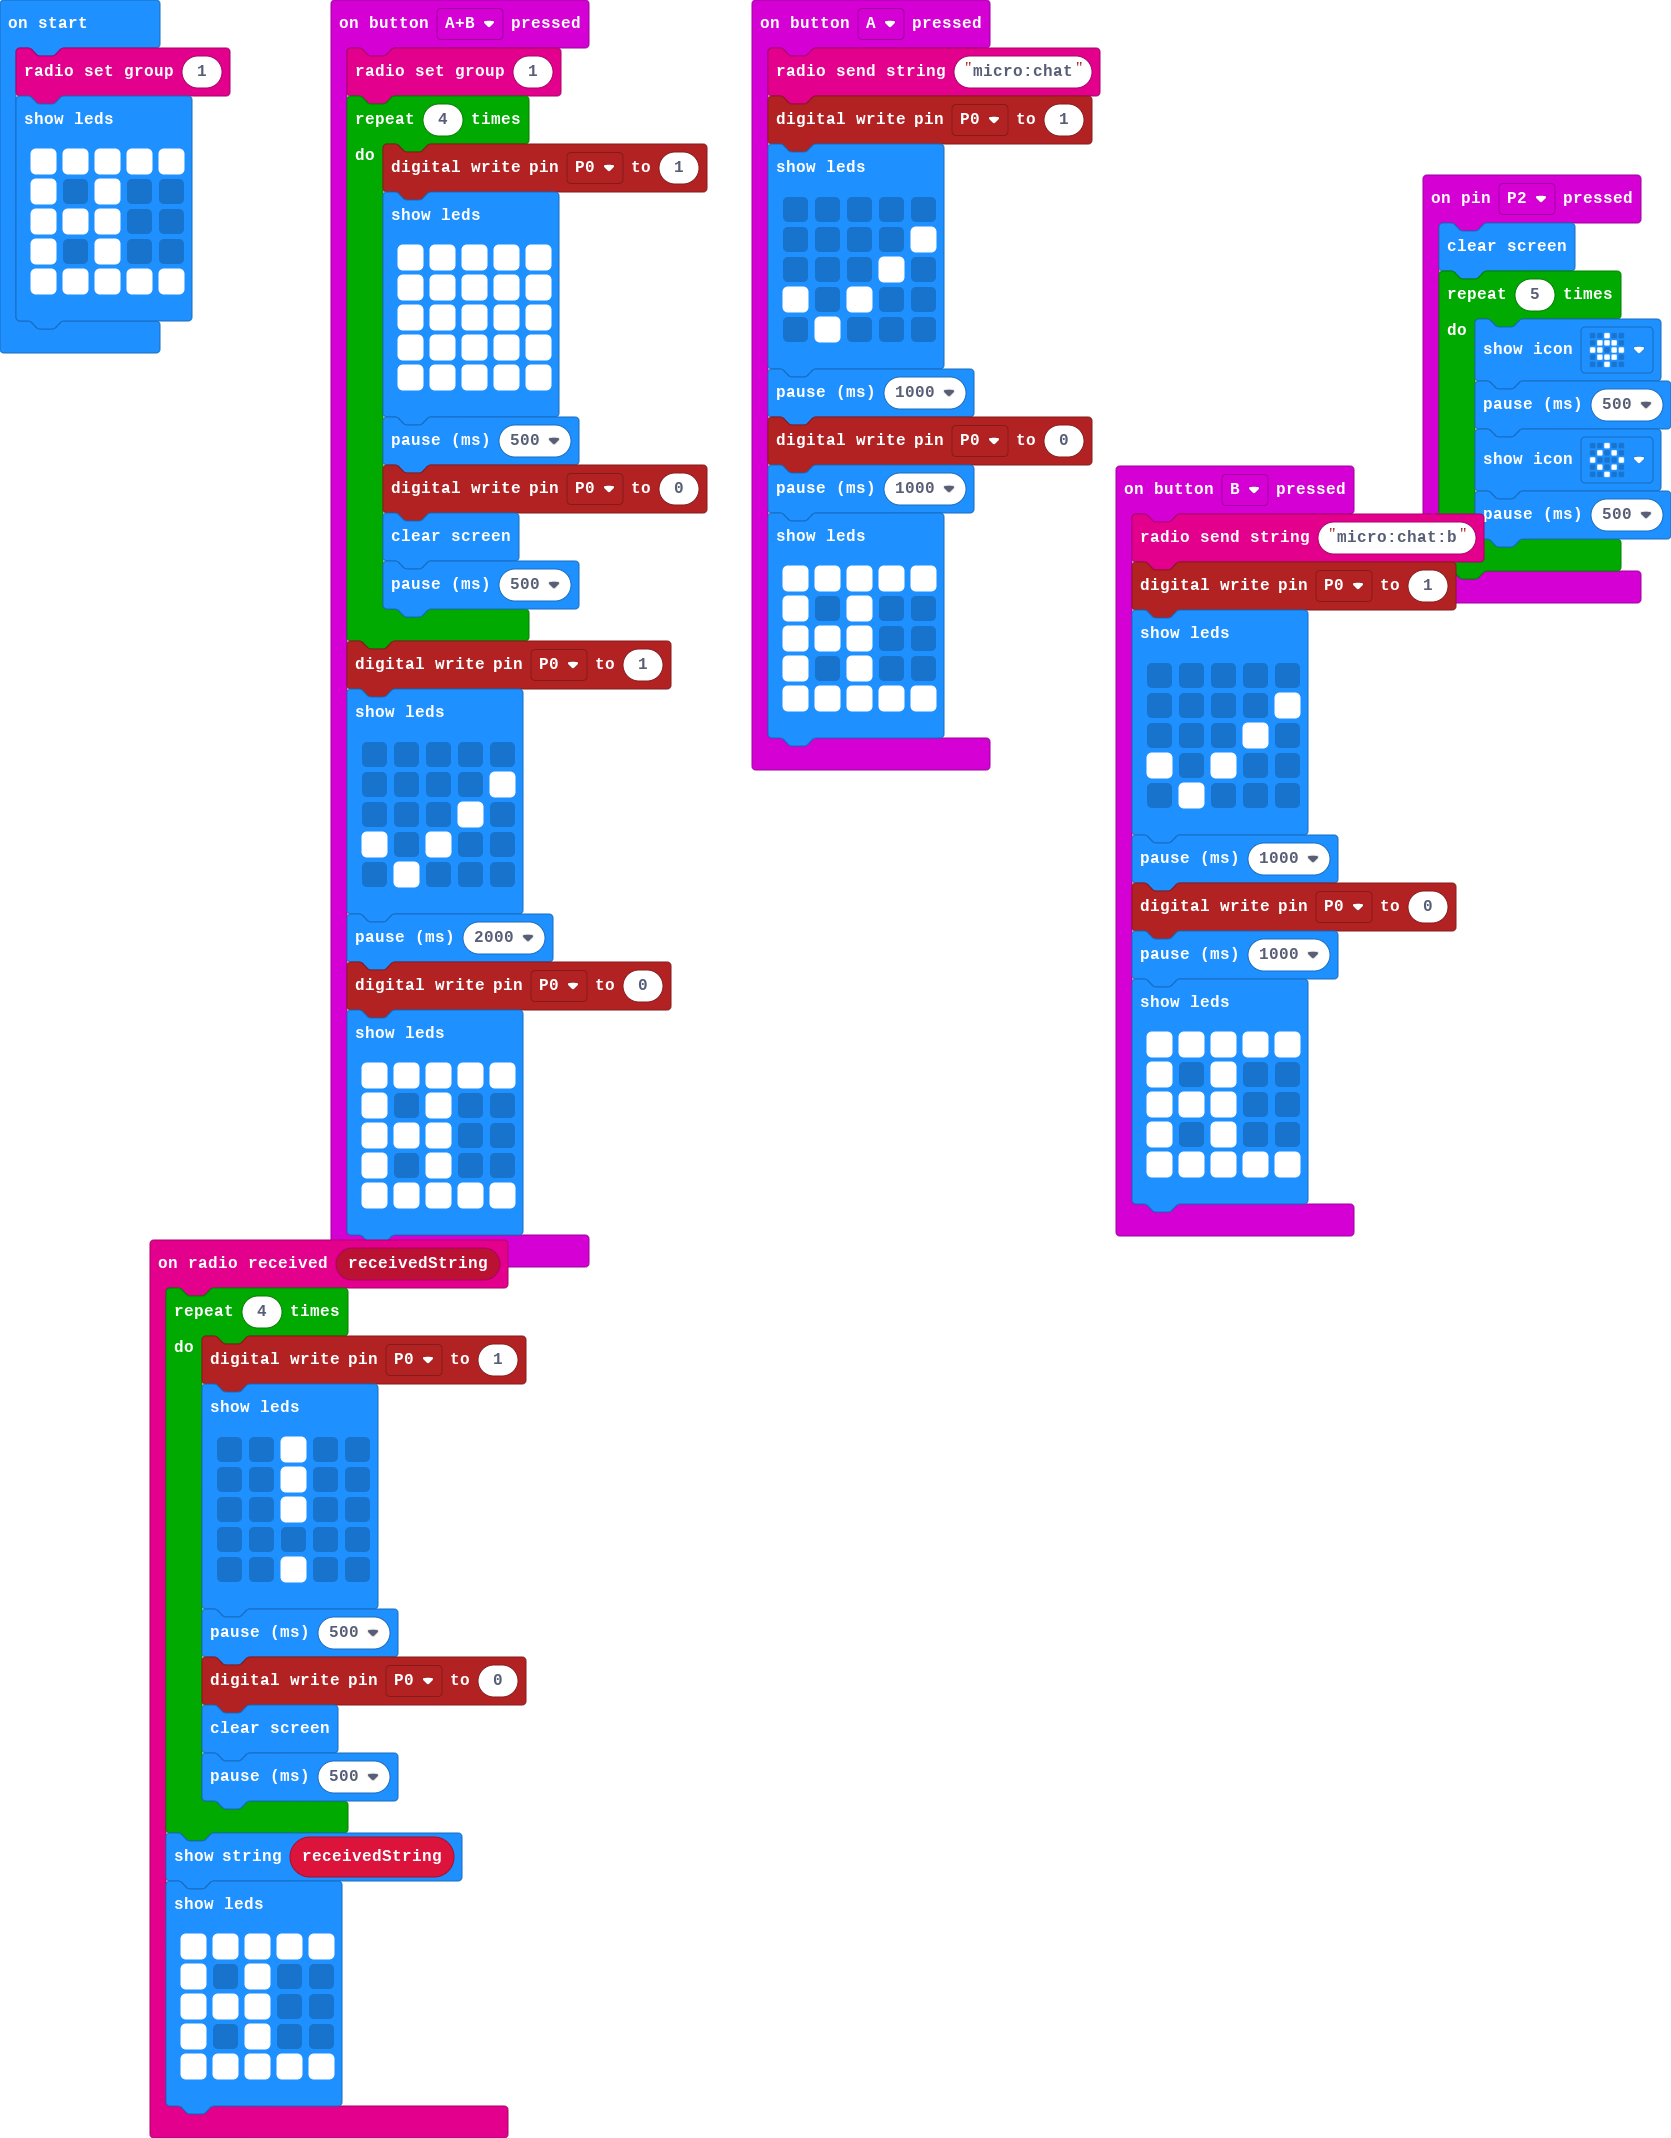 on start
radio set group 1
show leds
on button A+B pressed
radio set group 1
repeat 4 times
do
digital write pin P0 to 1
show leds
pause (ms) 500
digital write pin P0 to 0
clear screen
pause (ms) 500
digital write pin P0 to 1
show leds
pause (ms) 2000
digital write pin P0 to 0
show leds
on button A pressed
radio send string "micro:chat"
digital write pin P0 to 1
show leds
pause (ms) 1000
digital write pin P0 to 0
pause (ms) 1000
show leds
on button B pressed
radio send string "micro:chat:b"
digital write pin P0 to 1
show leds
pause (ms) 1000
digital write pin P0 to 0
pause (ms) 1000
show leds
on pin P2 pressed
clear screen
repeat 5 times
do
show icon
pause (ms) 500
show icon
pause (ms) 500
on radio received receivedString
repeat 4 times
do
digital write pin P0 to 1
show leds
pause (ms) 500
digital write pin P0 to 0
clear screen
pause (ms) 500
show string receivedString
show leds